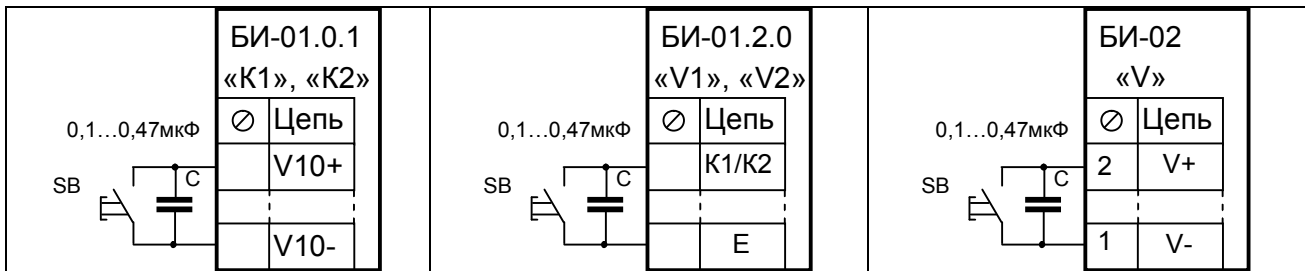 БИ-01.0.1
«К1», «К2»
0,1...0,47мкФ
Цепь
V10+
C
SB
V10-
БИ-01.2.0
«V1», «V2»
0,1...0,47мкФ
Цепь
К1/К2
C
SB
E
БИ-02
«V»
0,1...0,47мкФ
Цепь
2 V+
C
SB
1 V-